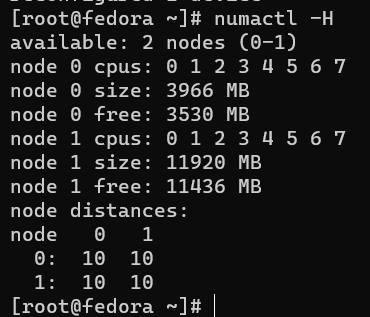 [root@fedora ~]# numactl -H
available: 2 nodes (0-1)
node 0 cpus: 0 1 2 3 4 5 6 7
node 0 size: 3966 MB
node 0 free: 3530 MB
node 1 cpus: 0 1 2 3 4 5 6 7
node 1 size: 11920 MB
node 1 free: 11436 MB
node distances:
node   0   1
  0:  10  10
  1:  10  10
[root@fedora ~]#